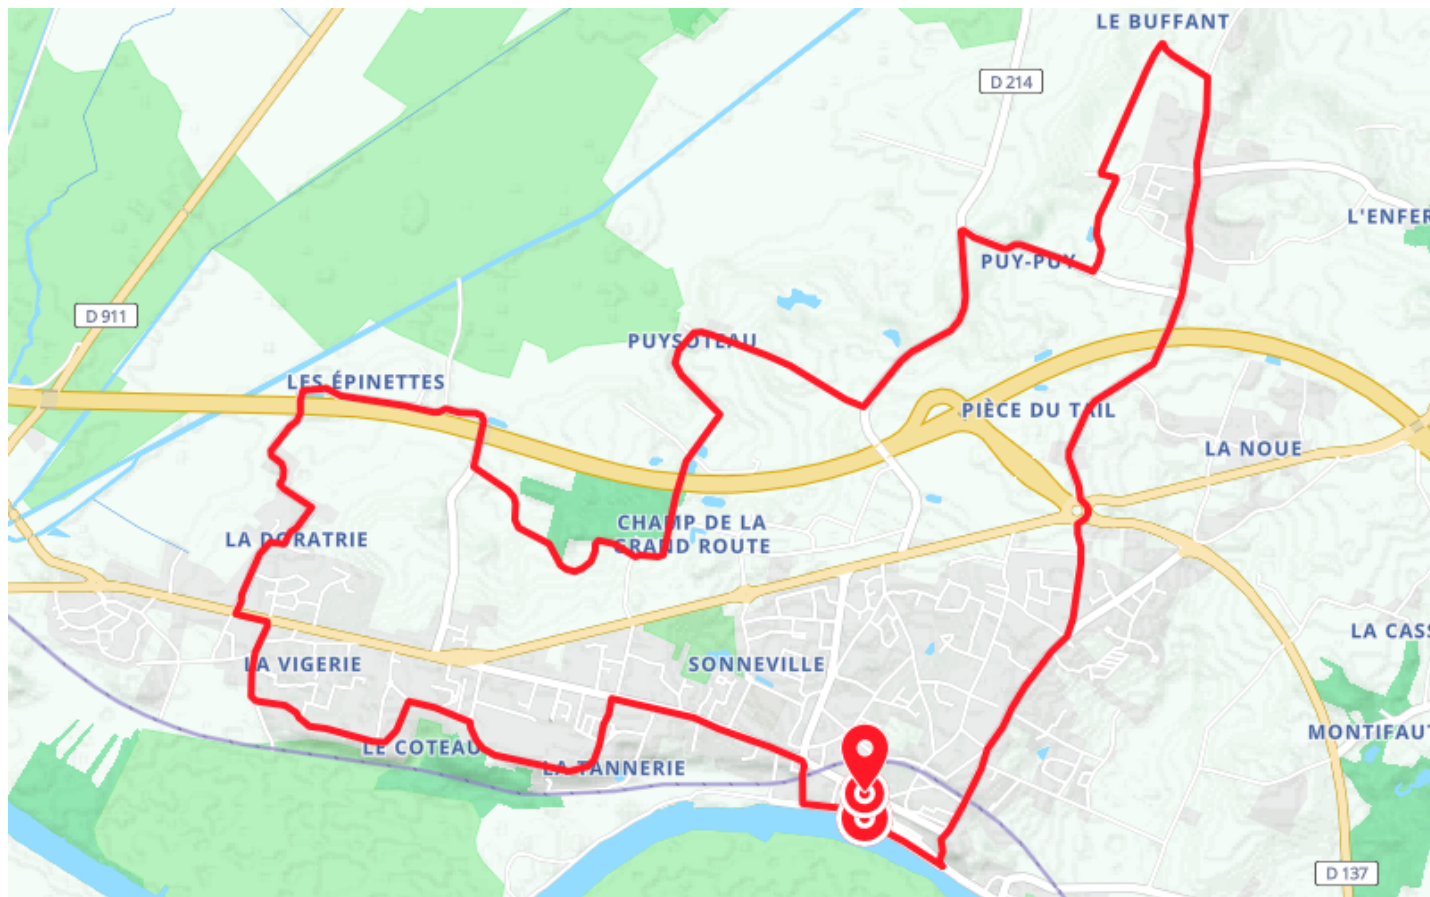 LE BUFFANT
D 214
L'ENFER
PUY-PUY
D 911
PUYSOTEAU
LES ÉPINETTES
PIÈCE DU TAIL
LA NOUE
CHAMP DE LA
GRAND ROUTE
LA DORATRIE
LA CASS
LA VIGERIE
SONNEVILLE
MONTIFAUT
LE COTEAU
LA TANNERIE
D 137